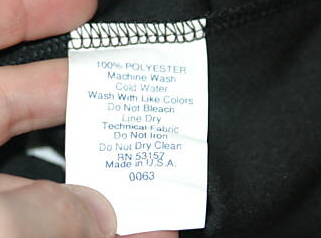 100% POLYESTER
Machine Wash
Cold Water
Wash With Like Colors
Do Not Bleach
Line Dry
Technical Fabric
Do Not Iron
Do Not Dry Clean
RN 53157
Made in U.S.A.
0063